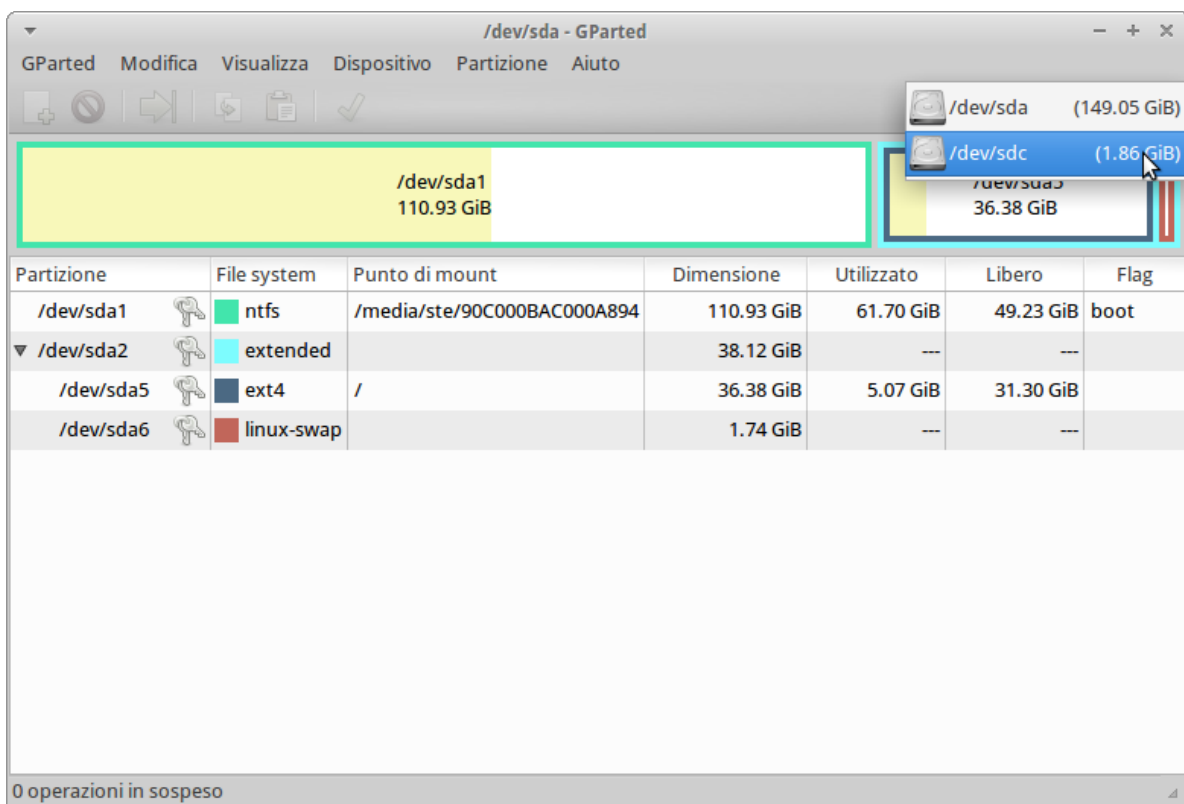 /dev/sda - GParted
GParted Modifica Visualizza Dispositivo Partizione Aiuto
/dev/sda (149.05 GiB)
/dev/sdc (1.86 GiB)
/dev/sda1
110.93 GiB
/dev/sda5
36.38 GiB
Partizione File system Punto di mount Dimensione Utilizzato Libero Flag
/dev/sda1 ntfs /media/ste/90C000BAC000A894 110.93 GiB 61.70 GiB 49.23 GiB boot
/dev/sda2 extended 38.12 GiB --- ---
/dev/sda5 ext4 / 36.38 GiB 5.07 GiB 31.30 GiB
/dev/sda6 linux-swap 1.74 GiB --- ---
0 operazioni in sospeso